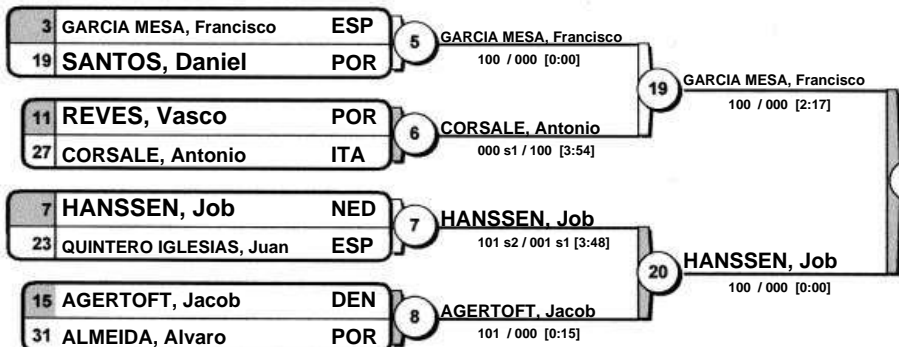 3 GARCIA MESA, Francisco ESP
19 SANTOS, Daniel POR
5 GARCIA MESA, Francisco
100 / 000 [0:00]
11 REVES, Vasco POR
27 CORSALE, Antonio ITA
6 CORSALE, Antonio
000 s1 / 100 [3:54]
19 GARCIA MESA, Francisco
100 / 000 [2:17]
7 HANSSEN, Job NED
23 QUINTERO IGLESIAS, Juan ESP
7 HANSSEN, Job
101 s2 / 001 s1 [3:48]
15 AGERTOFT, Jacob DEN
31 ALMEIDA, Alvaro POR
8 AGERTOFT, Jacob
101 / 000 [0:15]
20 HANSSEN, Job
100 / 000 [0:00]